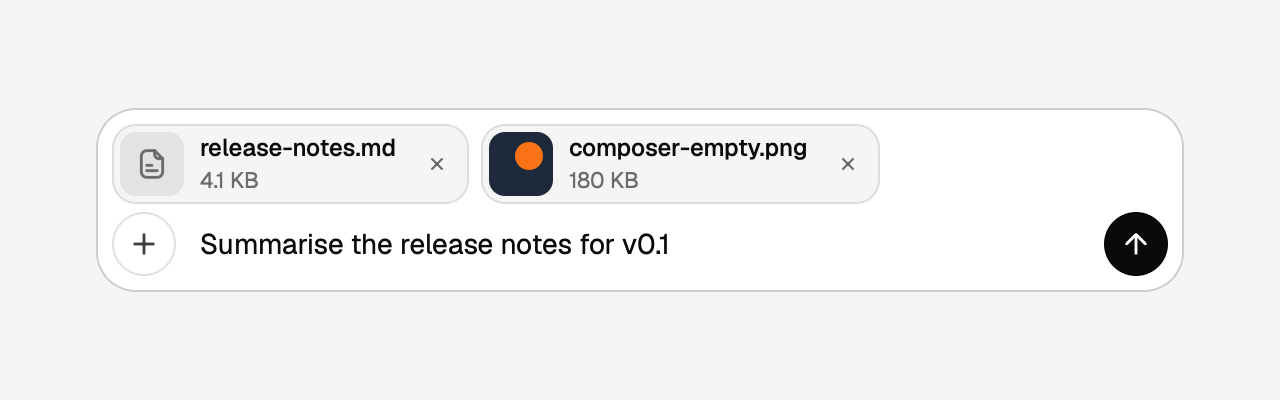 release-notes.md
4.1 KB
composer-empty.png
180 KB
Summarise the release notes for v0.1